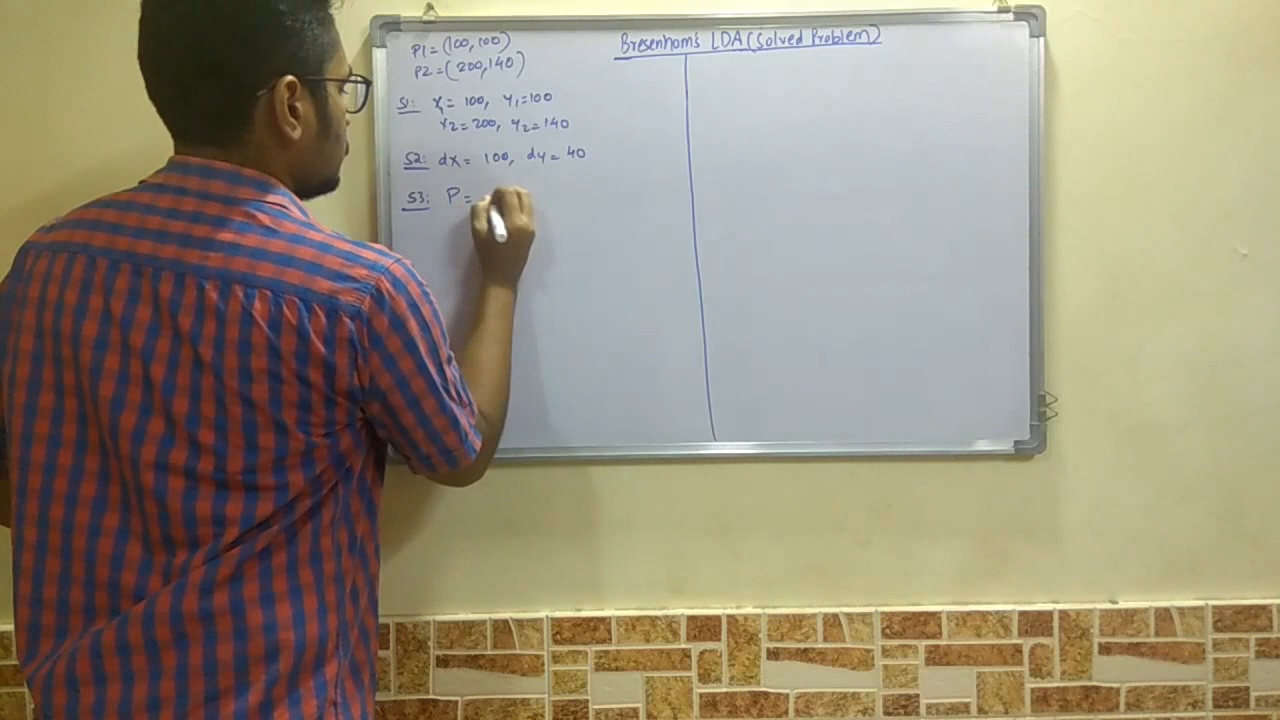 P1 = (100,100)
P2 = (200,140)
Bresenham's LDA (Solved Problem)
S1: x1 = 100, y1 = 100
x2 = 200, y2 = 140
S2: dx = 100, dy = 40
S3: P =